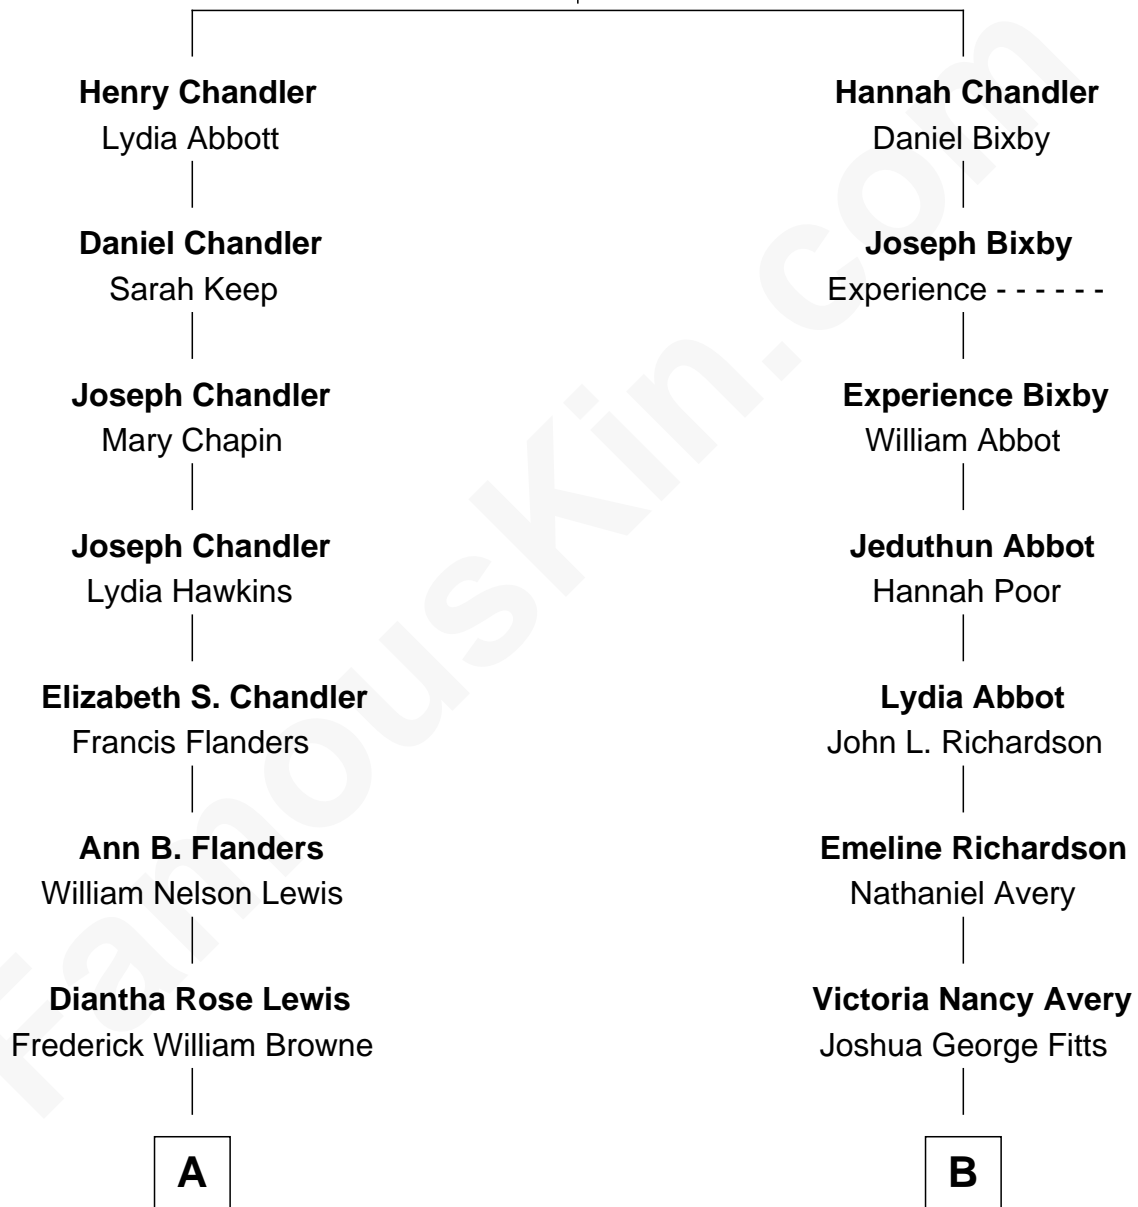 Henry Chandler
Lydia Abbott
Daniel Chandler
Sarah Keep
Joseph Chandler
Mary Chapin
Joseph Chandler
Lydia Hawkins
Elizabeth S. Chandler
Francis Flanders
Ann B. Flanders
William Nelson Lewis
Diantha Rose Lewis
Frederick William Browne
A
Hannah Chandler
Daniel Bixby
Joseph Bixby
Experience - - - - - -
Experience Bixby
William Abbot
Jeduthun Abbot
Hannah Poor
Lydia Abbot
John L. Richardson
Emeline Richardson
Nathaniel Avery
Victoria Nancy Avery
Joshua George Fitts
B
FamousKin.com